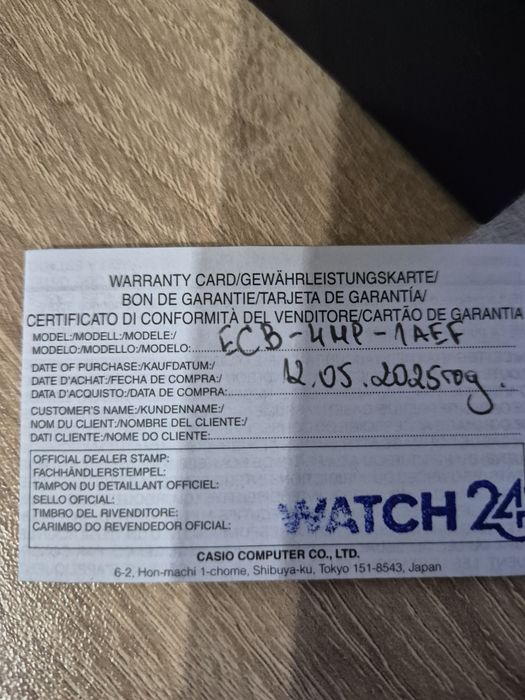 WARRANTY CARD/GEWÄHRLEISTUNGSKARTE/
BON DE GARANTIE/TARJETA DE GARANTÍA/
CERTIFICATO DI CONFORMITÀ DEL VENDITORE/CARTÃO DE GARANTIA
MODEL:/MODELL:/MODELE:/
MODELO:/MODELLO:/MODELO: ECB-44MP-1AEF
DATE OF PURCHASE:/KAUFDATUM:/
DATE D'ACHAT:/FECHA DE COMPRA:/
DATA D'ACQUISTO:/DATA DE COMPRA: 12.05.2025
CUSTOMER'S NAME:/KUNDENNAME:/
NOM DU CLIENT:/NOMBRE DEL CLIENTE:/
DATI CLIENTE:/NOME DO CLIENTE:
OFFICIAL DEALER STAMP:
FACHHÄNDLERSTEMPEL:
TAMPON DU DETAILLANT OFFICIEL:
SELLO OFICIAL:
TIMBRO DEL RIVENDITORE:
CARIMBO DO REVENDEDOR OFICIAL:
WATCH 24
CASIO COMPUTER CO., LTD.
6-2, Hon-machi 1-chome, Shibuya-ku, Tokyo 151-8543, Japan